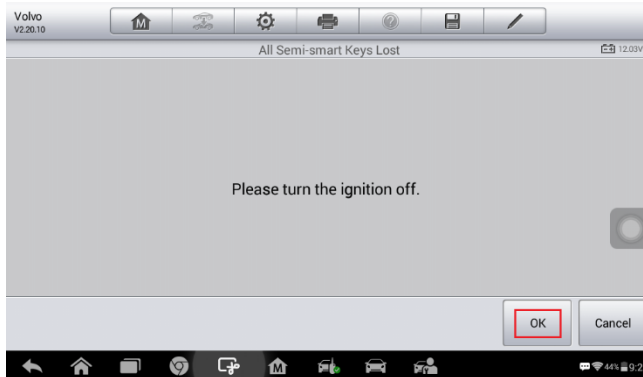 Volvo
V2.20.10
M
All Semi-smart Keys Lost
12.03V
Please turn the ignition off.
OK
Cancel
M
44%